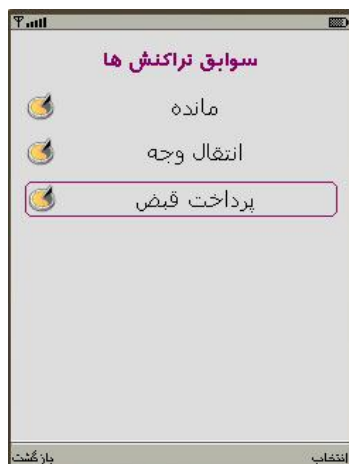 سوابق تراکنش ها
مانده
انتقال وجه
پرداخت قبض
انتخاب
بازگشت